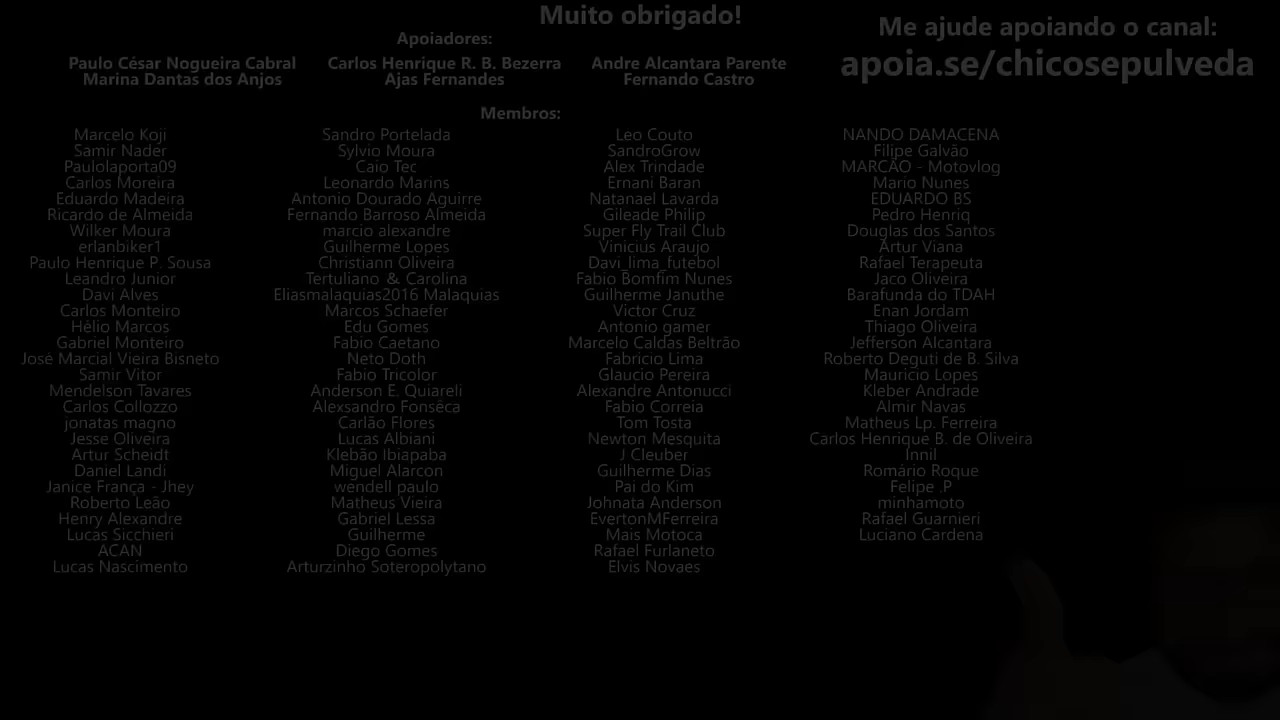 Muito obrigado!
Me ajude apoiando o canal:
apoia.se/chicosepulveda
Apoiadores:
Paulo César Nogueira Cabral
Marina Dantas dos Anjos
Carlos Henrique R. B. Bezerra
Ajas Fernandes
Andre Alcantara Parente
Fernando Castro
Membros:
Marcelo Koji
Samir Nader
Paulolaporta09
Carlos Moreira
Eduardo Madeira
Ricardo de Almeida
Wilker Moura
erlanbiker1
Paulo Henrique P. Sousa
Leandro Junior
Davi Alves
Carlos Monteiro
Hélio Marcos
Gabriel Monteiro
José Marcial Vieira Bisneto
Samir Vitor
Mendelson Tavares
Carlos Collozzo
jonatas magno
Jesse Oliveira
Artur Scheidt
Daniel Landi
Janice França - Jhey
Roberto Leão
Henry Alexandre
Lucas Sicchieri
ACAN
Lucas Nascimento
Sandro Portelada
Sylvio Moura
Caio Tec
Leonardo Marins
Antonio Dourado Aguirre
Fernando Barroso Almeida
marcio alexandre
Guilherme Lopes
Christiann Oliveira
Tertuliano & Carolina
Eliasmalaquias2016 Malaquias
Marcos Schaefer
Edu Gomes
Fabio Caetano
Neto Doth
Fabio Tricolor
Anderson E. Quiareli
Alexsandro Fonsêca
Carlão Flores
Lucas Albiani
Klebão Ibiapaba
Miguel Alarcon
wendell paulo
Matheus Vieira
Gabriel Lessa
Guilherme
Diego Gomes
Arturzinho Soteropolytano
Leo Couto
SandroGrow
Alex Trindade
Ernani Baran
Natanael Lavarda
Gileade Philip
Super Fly Trail Club
Vinicius Araujo
Davi_lima_futebol
Fabio Bomfim Nunes
Guilherme Januthe
Victor Cruz
Antonio gamer
Marcelo Caldas Beltrão
Fabricio Lima
Glaucio Pereira
Alexandre Antonucci
Fabio Correia
Tom Tosta
Newton Mesquita
J Cleuber
Guilherme Dias
Pai do Kim
Johnata Anderson
EvertonMFerreira
Mais Motoca
Rafael Furlaneto
Elvis Novaes
NANDO DAMACENA
Filipe Galvão
MARCÃO - Motovlog
Mario Nunes
EDUARDO BS
Pedro Henriq
Douglas dos Santos
Artur Viana
Rafael Terapeuta
Jaco Oliveira
Barafunda do TDAH
Enan Jordam
Thiago Oliveira
Jefferson Alcantara
Roberto Deguti de B. Silva
Mauricio Lopes
Kleber Andrade
Almir Navas
Matheus Lp. Ferreira
Carlos Henrique B. de Oliveira
Innil
Romário Roque
Felipe .P
minhamoto
Rafael Guarnieri
Luciano Cardena